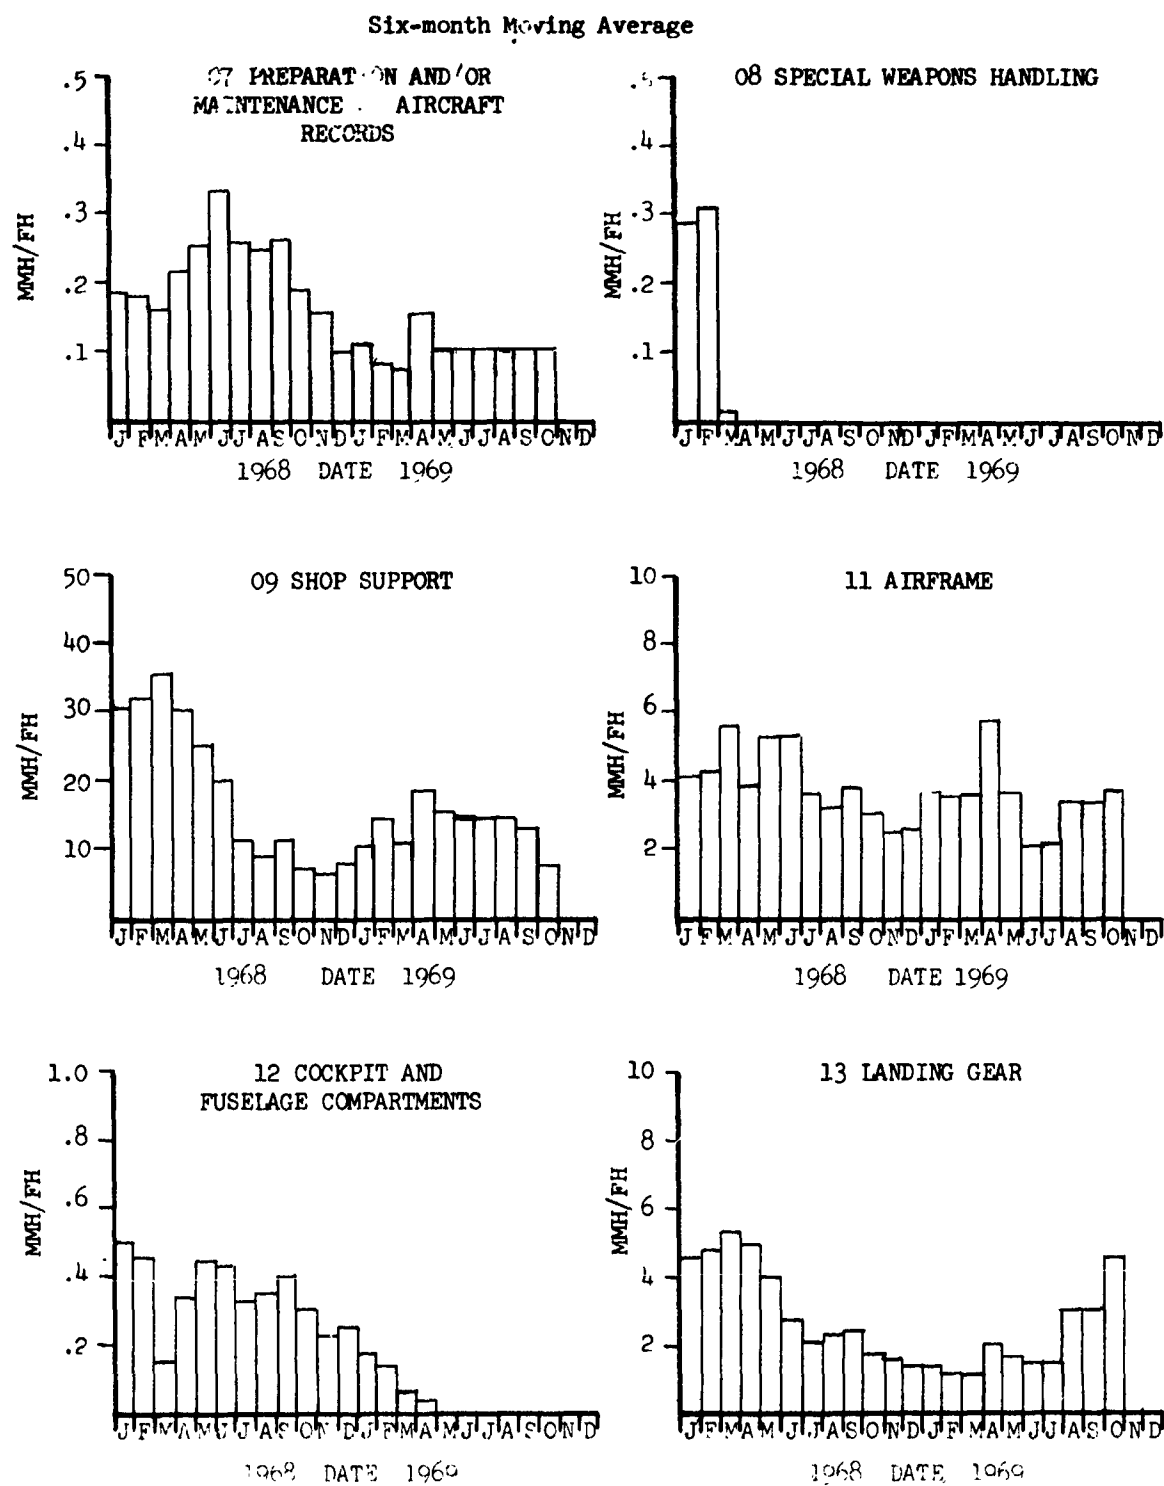 Six-month Moving Average
07 PREPARATION AND/OR
MAINTENANCE AIRCRAFT
RECORDS
.5
.4
.3
.2
.1
MMH/FH
J F M A M J J A S O N D J F M A M J J A S O N D
1968 DATE 1969
08 SPECIAL WEAPONS HANDLING
.4
.3
.2
.1
MMH/FH
J F M A M J J A S O N D J F M A M J J A S O N D
1968 DATE 1969
09 SHOP SUPPORT
50
40
30
20
10
MMH/FH
J F M A M J J A S O N D J F M A M J J A S O N D
1968 DATE 1969
11 AIRFRAME
10
8
6
4
2
MMH/FH
J F M A M J J A S O N D J F M A M J J A S O N D
1968 DATE 1969
12 COCKPIT AND
FUSELAGE COMPARTMENTS
1.0
.8
.6
.4
.2
MMH/FH
J F M A M J J A S O N D J F M A M J J A S O N D
1968 DATE 1969
13 LANDING GEAR
10
8
6
4
2
MMH/FH
J F M A M J J A S O N D J F M A M J J A S O N D
1968 DATE 1969